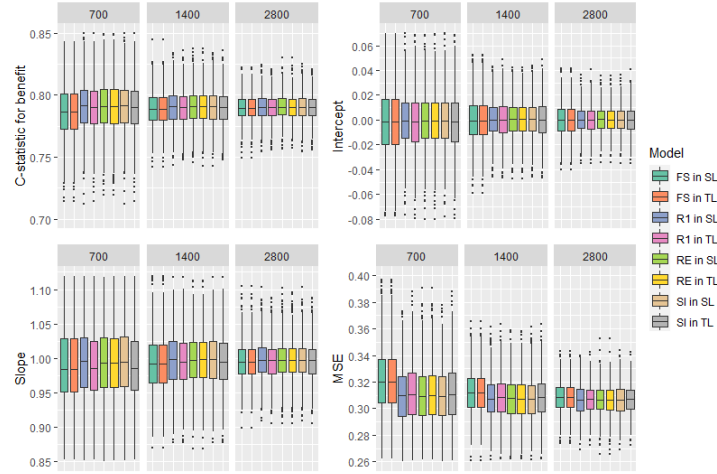 700 1400 2800
0.85
0.80
0.75
0.70
C-statistic for benefit
700 1400 2800
0.06
0.04
0.02
0.00
-0.02
-0.04
-0.06
-0.08
Intercept
700 1400 2800
1.10
1.05
1.00
0.95
0.90
0.85
Slope
700 1400 2800
0.40
0.38
0.36
0.34
0.32
0.30
0.28
0.26
MSE
Model
FS in SL
FS in TL
R1 in SL
R1 in TL
RE in SL
RE in TL
SI in SL
SI in TL